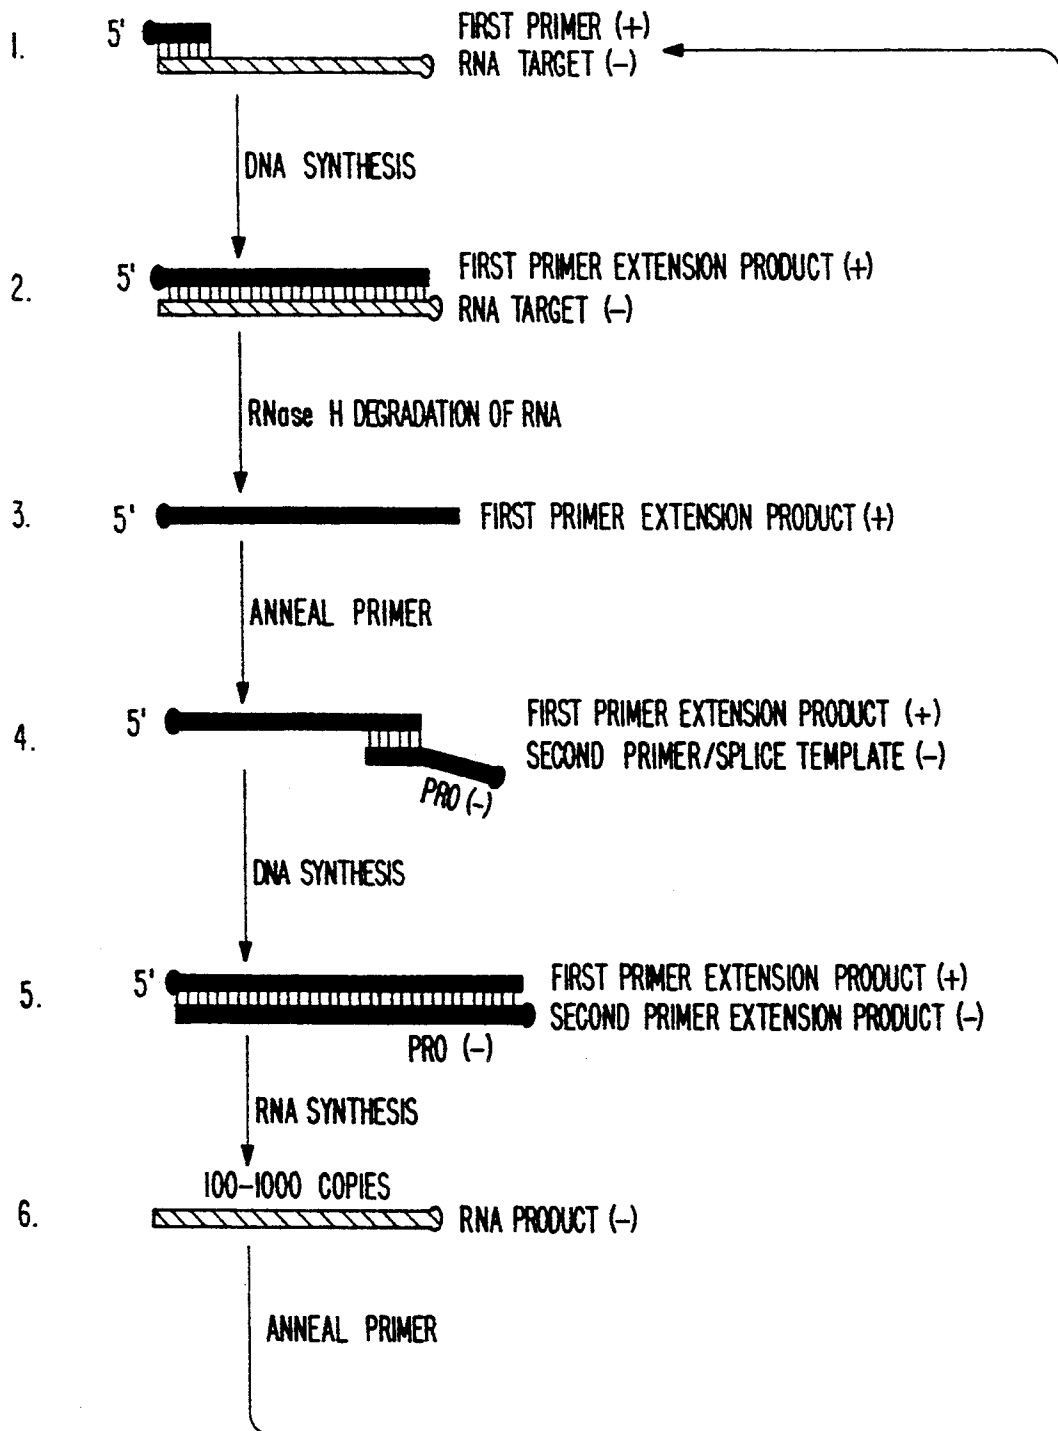 1.
5'
FIRST PRIMER (+)
RNA TARGET (-)
DNA SYNTHESIS
2.
5'
FIRST PRIMER EXTENSION PRODUCT (+)
RNA TARGET (-)
RNase H DEGRADATION OF RNA
3.
5'
FIRST PRIMER EXTENSION PRODUCT (+)
ANNEAL PRIMER
4.
5'
FIRST PRIMER EXTENSION PRODUCT (+)
SECOND PRIMER/SPLICE TEMPLATE (-)
PRO (-)
DNA SYNTHESIS
5.
5'
FIRST PRIMER EXTENSION PRODUCT (+)
SECOND PRIMER EXTENSION PRODUCT (-)
PRO (-)
RNA SYNTHESIS
100-1000 COPIES
6.
RNA PRODUCT (-)
ANNEAL PRIMER